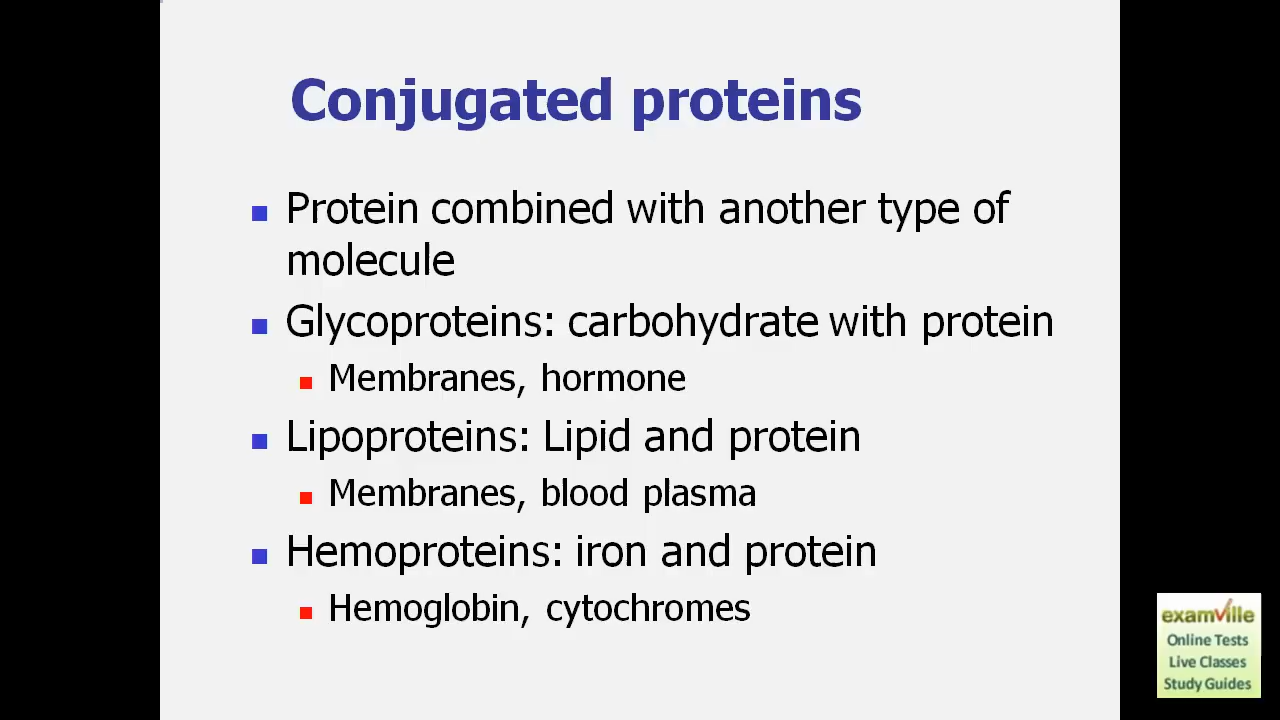 Conjugated proteins
Protein combined with another type of
molecule
Glycoproteins: carbohydrate with protein
Membranes, hormone
Lipoproteins: Lipid and protein
Membranes, blood plasma
Hemoproteins: iron and protein
Hemoglobin, cytochromes
examville
Online Tests
Live Classes
Study Guides